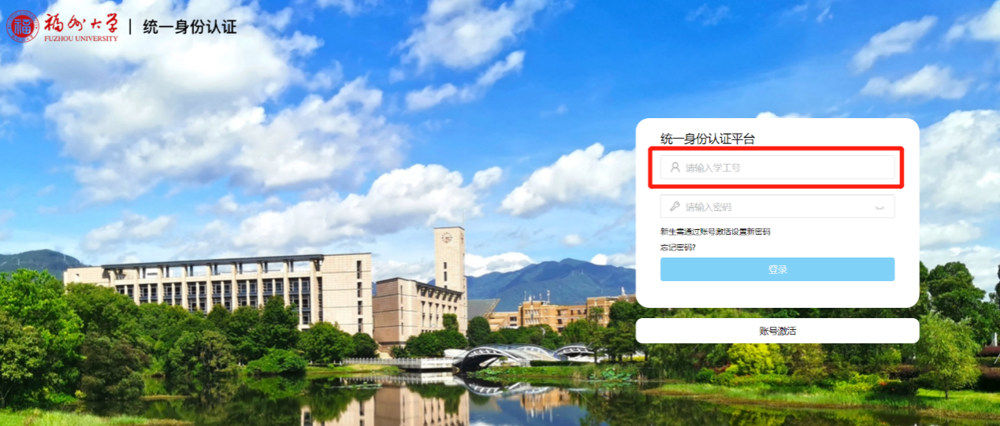 福
福州大学 | 统一身份认证
FUZHOU UNIVERSITY
统一身份认证平台
请输入学工号
请输入密码
新生需通过账号激活设置新密码
忘记密码?
登录
账号激活